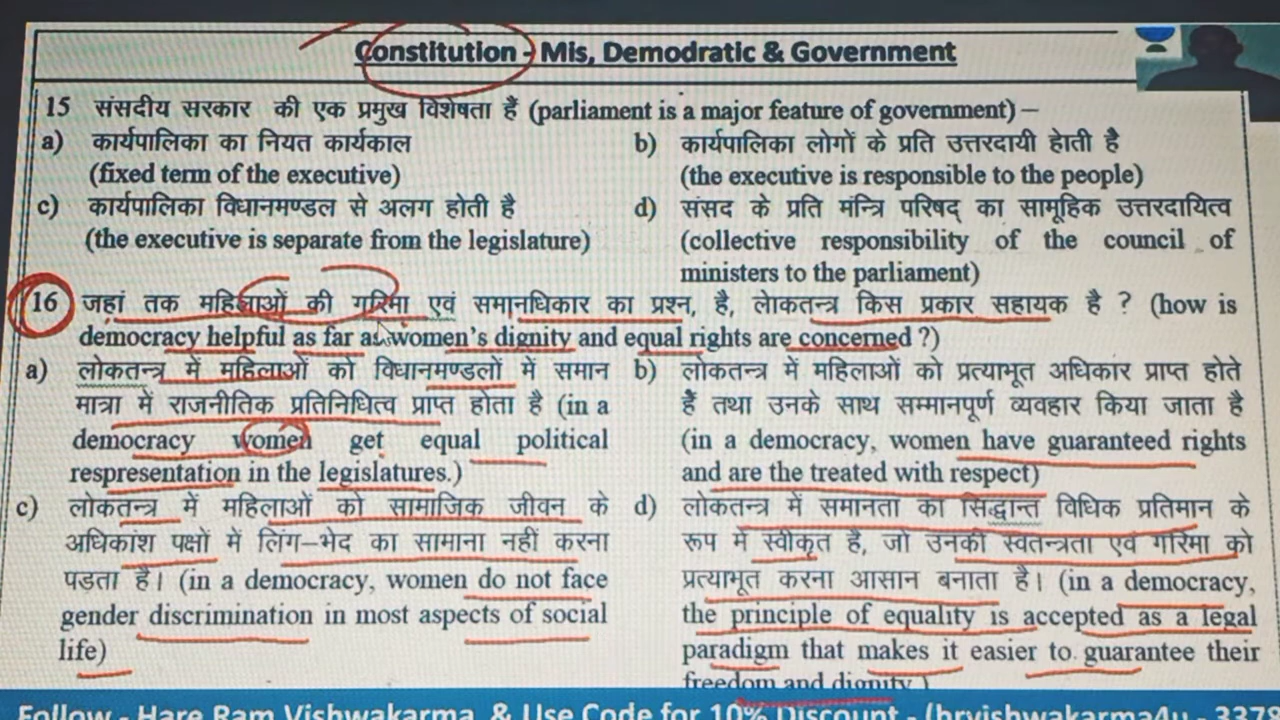 Constitution - Mis, Demodratic & Government
15 संसदीय सरकार की एक प्रमुख विशेषता हैं (parliament is a major feature of government) –
a) कार्यपालिका का नियत कार्यकाल
(fixed term of the executive)
b) कार्यपालिका लोगों के प्रति उत्तरदायी हेाती है
(the executive is responsible to the people)
c) कार्यपालिका विधानमण्डल से अलग होती है
(the executive is separate from the legislature)
d) संसद के प्रति मंन्त्रि परिषद् का सामूहिक उत्तरदायित्व
(collective responsibility of the council of
ministers to the parliament)
16 जहां तक महिलाओं की गरिमा एवं समानधिकार का प्रश्न, है, लेाकतन्त्र किस प्रकार सहायक है ? (how is
democracy helpful as far as women's dignity and equal rights are concerned ?)
a) लोकतन्त्र में महिलाओं को विधानमण्डलों में समान
मात्रा में राजनीतिक प्रतिनिधित्व प्राप्त होता है (in a
democracy women get equal political
respresentation in the legislatures.)
b) लोकतन्त्र में महिलाओं को प्रत्याभूत अधिकार प्राप्त होते
हैं तथा उनके साथ सम्मानपूर्ण व्यवहार किया जाता है
(in a democracy, women have guaranteed rights
and are the treated with respect)
c) लोकतन्त्र में महिलाओं को सामाजिक जीवन के
अधिकांश पक्षों में लिंग–भेद का सामाना नहीं करना
पड़ता है। (in a democracy, women do not face
gender discrimination in most aspects of social
life)
d) लोकतन्त्र में समानता का सिद्धान्त विधिक प्रतिमान के
रूप में स्वीकृत है, जो उनकी स्वतन्त्रता एवं गरिमा को
प्रत्याभूत करना आसान बनाता है। (in a democracy,
the principle of equality is accepted as a legal
paradigm that makes it easier to guarantee their
freedom and dignity )
Follow - Hare Ram Vishwakarma & Use Code for 10% Discount - (hrvishwakarma4u - 3379